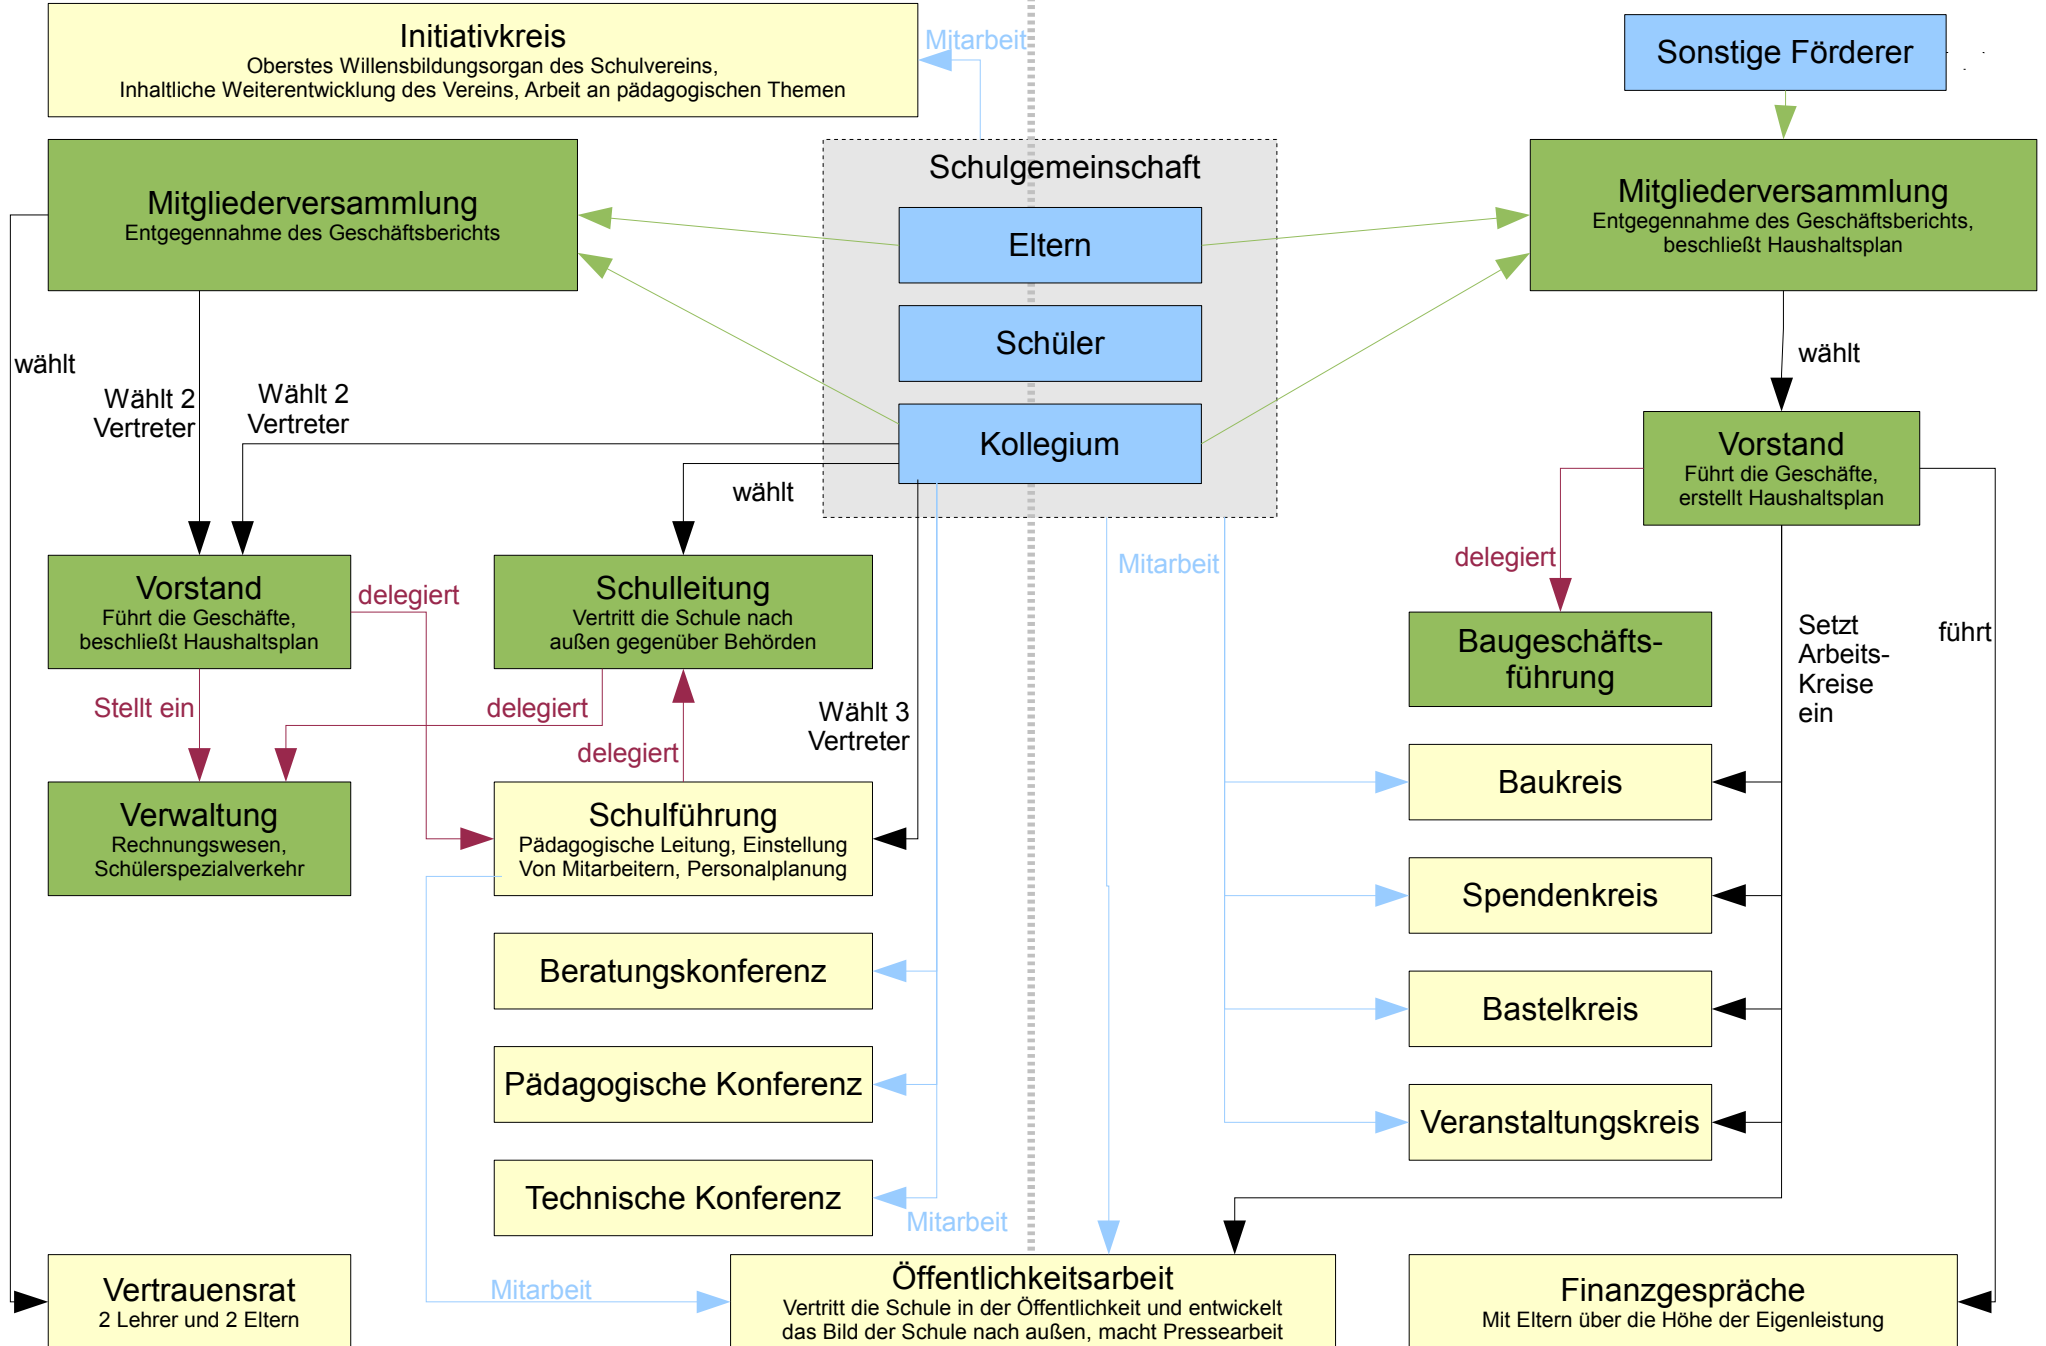 Initiativkreis
Oberstes Willensbildungsorgan des Schulvereins,
Inhaltliche Weiterentwicklung des Vereins, Arbeit an pädagogischen Themen
Mitarbeit
Sonstige Förderer
Schulgemeinschaft
Eltern
Schüler
Kollegium
Mitgliederversammlung
Entgegennahme des Geschäftsberichts
Mitgliederversammlung
Entgegennahme des Geschäftsberichts,
beschließt Haushaltsplan
wählt
Wählt 2
Vertreter
Wählt 2
Vertreter
wählt
wählt
Vorstand
Führt die Geschäfte,
erstellt Haushaltsplan
Vorstand
Führt die Geschäfte,
beschließt Haushaltsplan
delegiert
Schulleitung
Vertritt die Schule nach
außen gegenüber Behörden
Mitarbeit
delegiert
Baugeschäfts-
führung
Setzt
Arbeits-
Kreise
ein
führt
Stellt ein
delegiert
delegiert
Wählt 3
Vertreter
Verwaltung
Rechnungswesen,
Schülerspezialverkehr
Schulführung
Pädagogische Leitung, Einstellung
Von Mitarbeitern, Personalplanung
Baukreis
Spendenkreis
Beratungskonferenz
Bastelkreis
Pädagogische Konferenz
Veranstaltungskreis
Technische Konferenz
Mitarbeit
Vertrauensrat
2 Lehrer und 2 Eltern
Mitarbeit
Öffentlichkeitsarbeit
Vertritt die Schule in der Öffentlichkeit und entwickelt
das Bild der Schule nach außen, macht Pressearbeit
Finanzgespräche
Mit Eltern über die Höhe der Eigenleistung